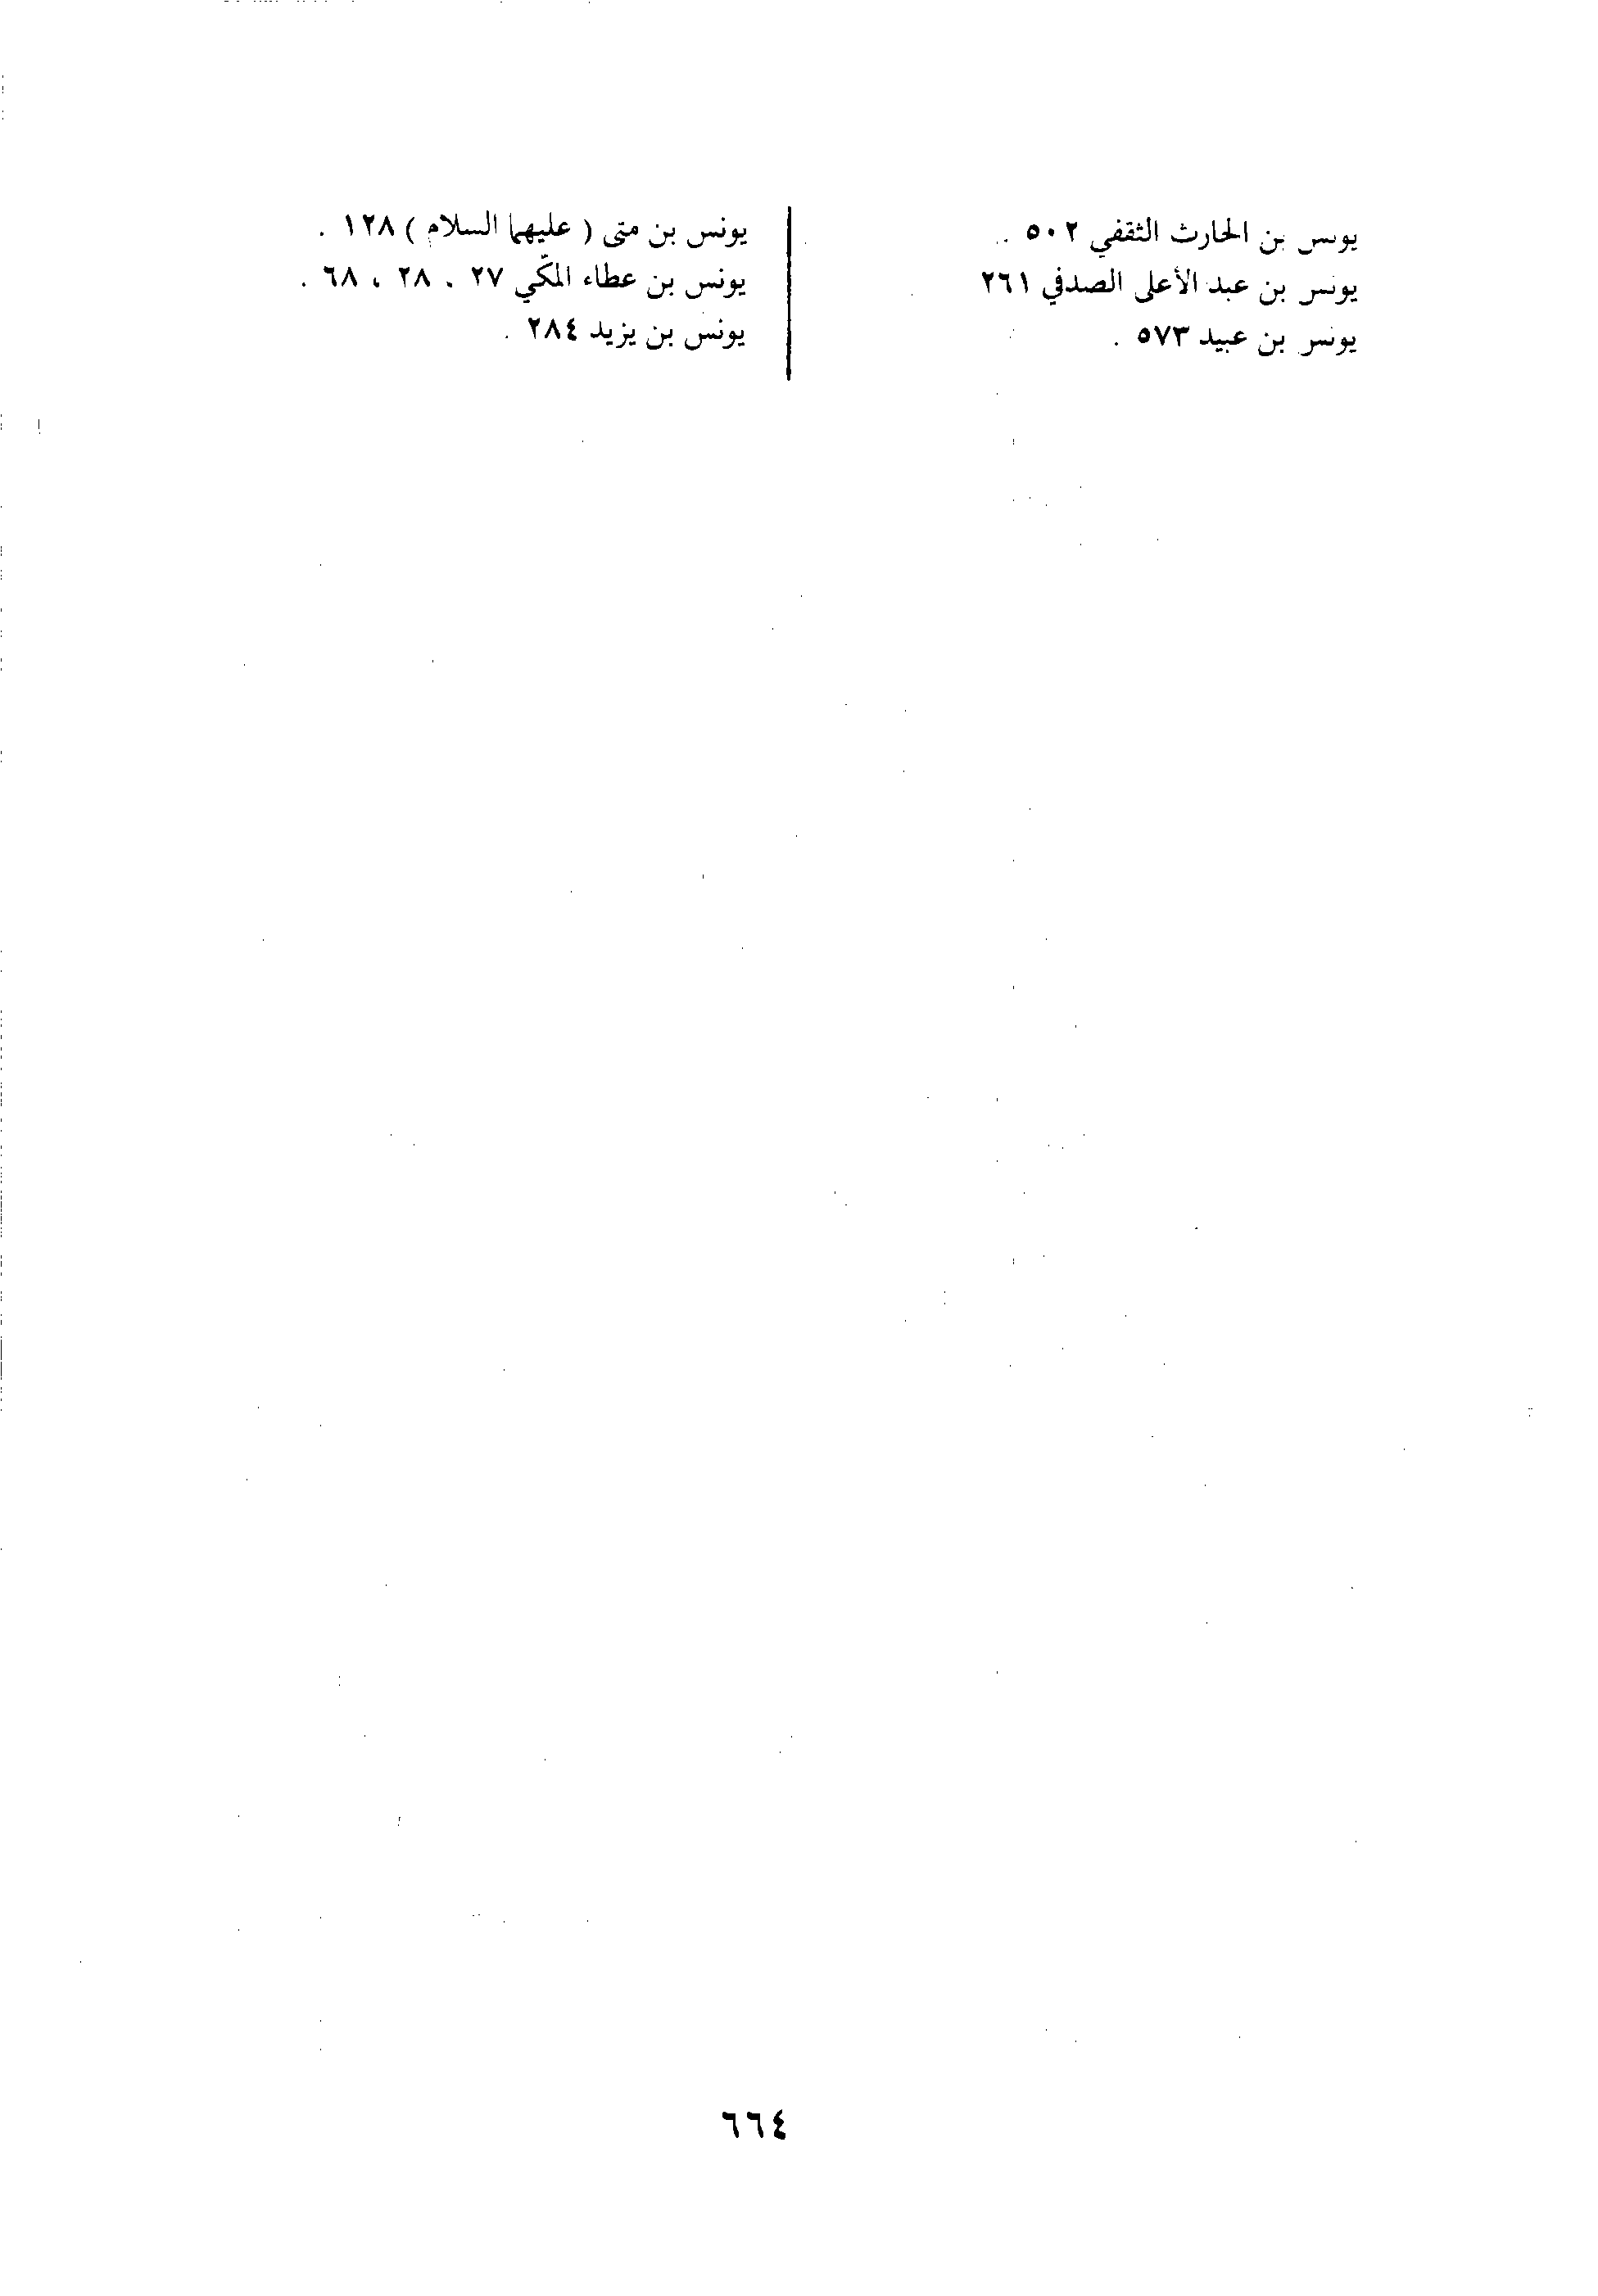 يونس بن الحارث الثقفي ٥٠٢ .
يونس بن عبد الأعلى الصدفي ٢٦١
يونس بن عبيد ٥٧٣ .
يونس بن متى ( عليهما السلام ) ١٢٨ .
يونس بن عطاء المكّي ٢٧ ، ٢٨ ، ٦٨ .
يونس بن يزيد ٢٨٤ .
٦٦٤